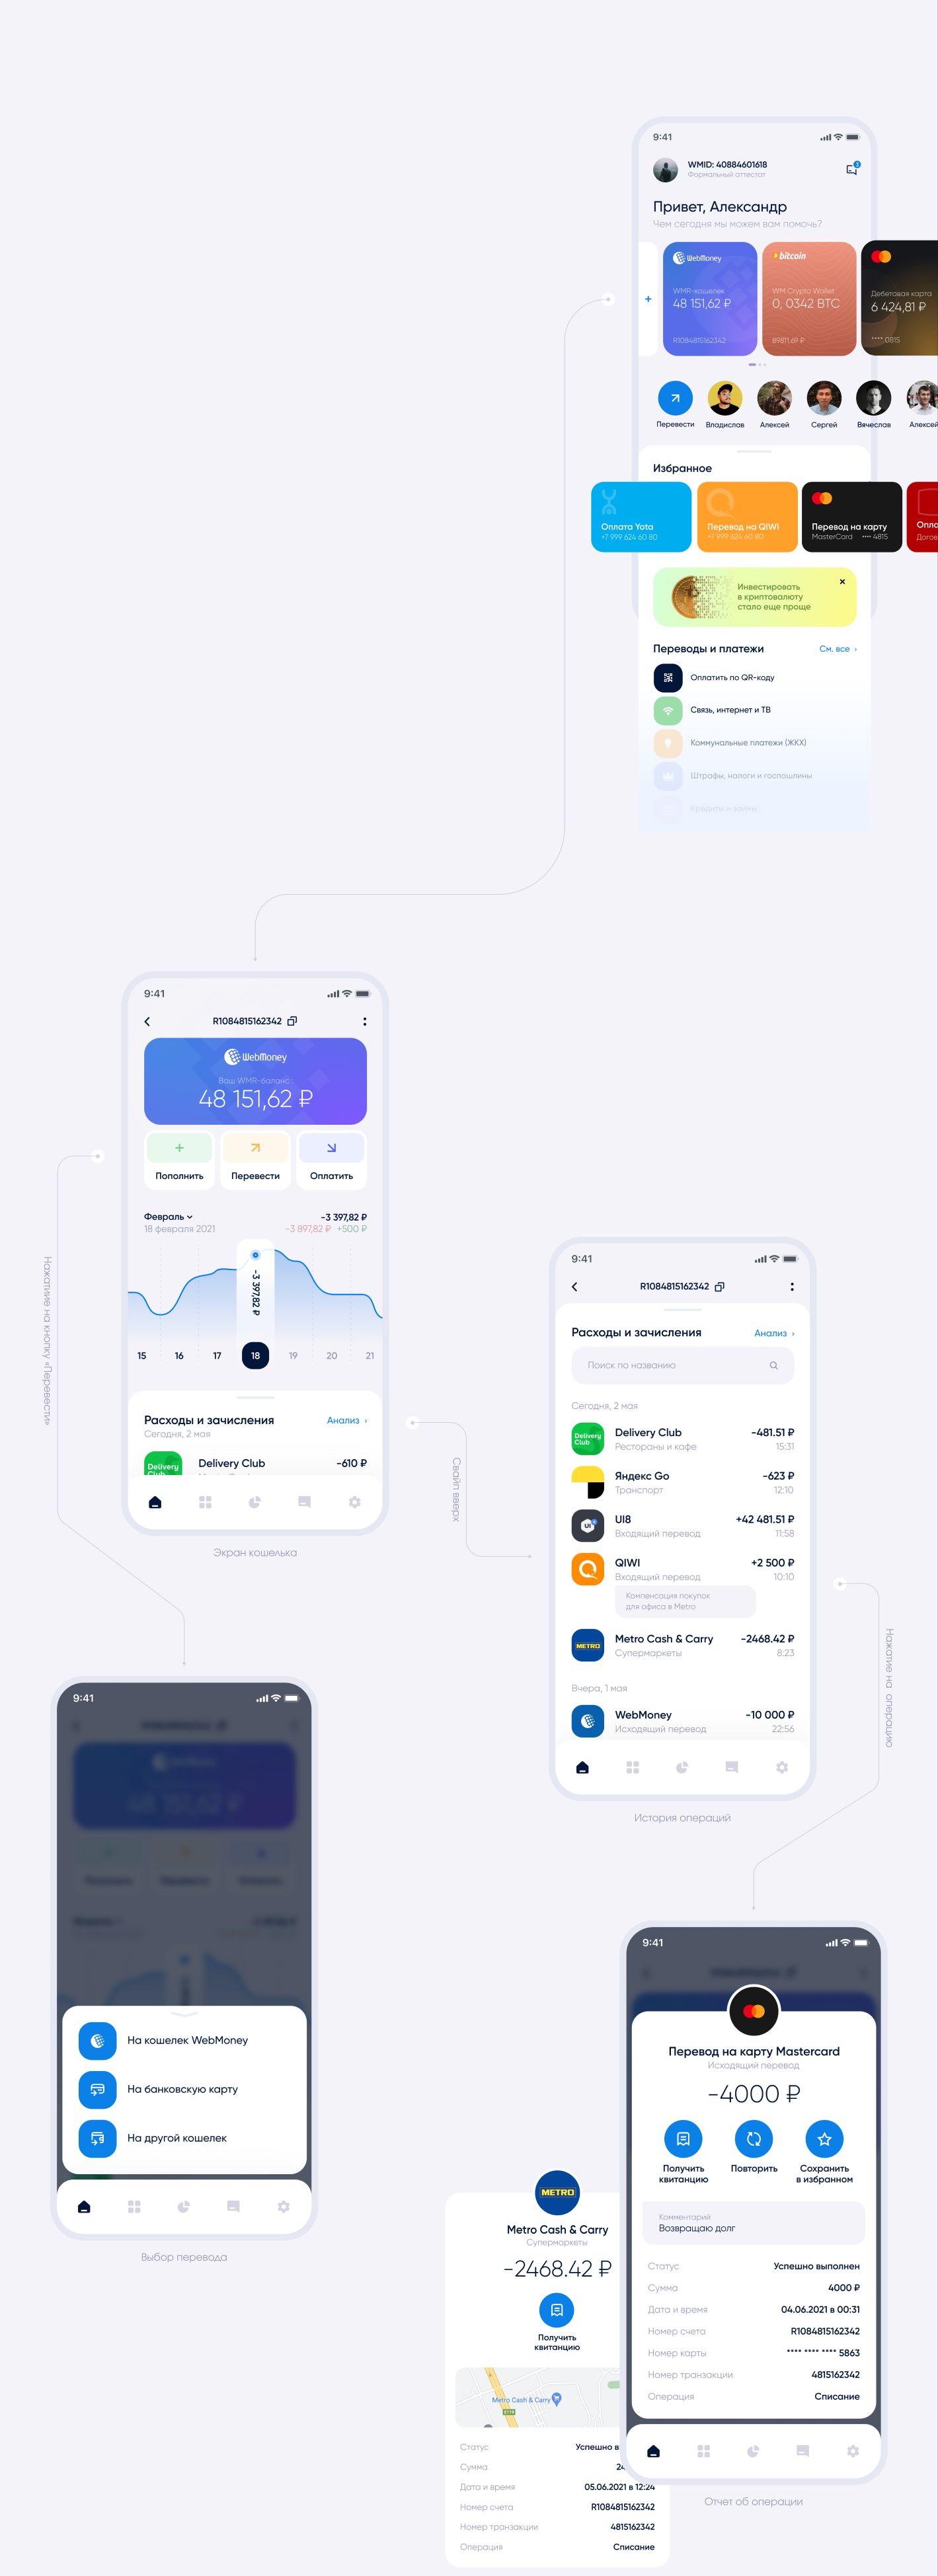 9:41
WMID: 40884601618
Формальный аттестат
3
Привет, Александр
Чем сегодня мы можем вам помочь?
+
WebMoney
WMR-кошелек
48 151,62 ₽
R1084815162342
bitcoin
WM Crypto Wallet
0, 0342 BTC
89811.69 ₽
Дебетовая карта
6 424,81 ₽
**** 0815
Перевести
Владислав
Алексей
Сергей
Вячеслав
Алексей
Избранное
Оплата Yota
+7 999 624 60 80
Перевод на QIWI
+7 999 624 60 80
Перевод на карту
MasterCard **** 4815
Инвестировать
в криптовалюту
стало еще проще
Переводы и платежи
См. все ›
Оплатить по QR-коду
Связь, интернет и ТВ
Коммунальные платежи (ЖКХ)
Штрафы, налоги и госпошлины
Кредиты и займы
9:41
R1084815162342
WebMoney
Ваш WMR-баланс:
48 151,62 ₽
Пополнить
Перевести
Оплатить
Февраль
-3 397,82 ₽
18 февраля 2021
-3 897,82 ₽ +500 ₽
-3 397,82 ₽
15 16 17 18 19 20 21
Расходы и зачисления
Анализ ›
Сегодня, 2 мая
Delivery
Club
Delivery Club
-610 ₽
Экран кошелька
Нажатие на кнопку «Перевести»
Свайп вверх
9:41
R1084815162342
Расходы и зачисления
Анализ ›
Поиск по названию
Сегодня, 2 мая
Delivery
Club
Delivery Club
-481.51 ₽
Рестораны и кафе
15:31
Яндекс Go
-623 ₽
Транспорт
12:10
UI8
+42 481.51 ₽
Входящий перевод
11:58
QIWI
+2 500 ₽
Входящий перевод
10:10
Компенсация покупок
для офиса в Metro
METRO
Metro Cash & Carry
-2468.42 ₽
Супермаркеты
8:23
Вчера, 1 мая
WebMoney
-10 000 ₽
Исходящий перевод
22:56
История операций
Нажатие на операцию
9:41
48 151,62 ₽
На кошелек WebMoney
На банковскую карту
На другой кошелек
Выбор перевода
METRO
Metro Cash & Carry
Супермаркеты
-2468.42 ₽
Получить
квитанцию
Metro Cash & Carry
Статус
Успешно в
Сумма
24
Дата и время
05.06.2021 в 12:24
Номер счета
R1084815162342
Номер транзакции
4815162342
Операция
Списание
9:41
Перевод на карту Mastercard
Исходящий перевод
-4000 ₽
Получить
квитанцию
Повторить
Сохранить
в избранном
Комментарий
Возвращаю долг
Статус
Успешно выполнен
Сумма
4000 ₽
Дата и время
04.06.2021 в 00:31
Номер счета
R1084815162342
Номер карты
**** **** **** 5863
Номер транзакции
4815162342
Операция
Списание
Отчет об операции